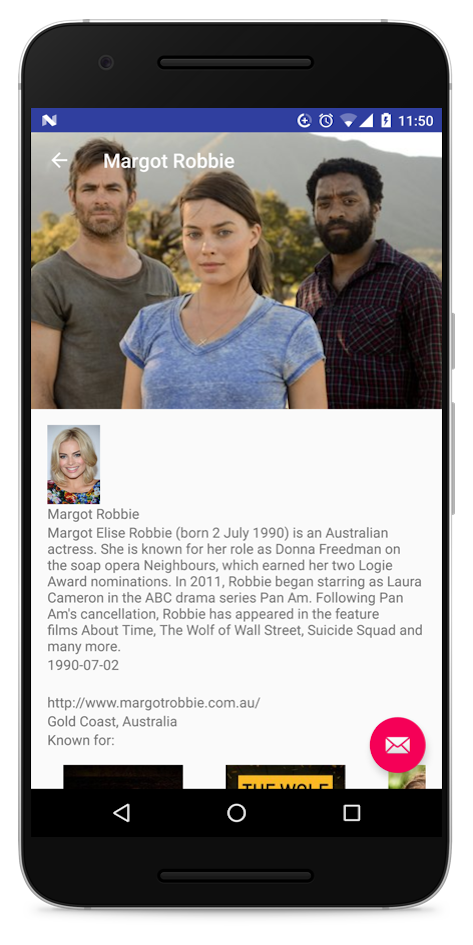 11:50
Margot Robbie
Margot Robbie
Margot Elise Robbie (born 2 July 1990) is an Australian
actress. She is known for her role as Donna Freedman on
the soap opera Neighbours, which earned her two Logie
Award nominations. In 2011, Robbie began starring as Laura
Cameron in the ABC drama series Pan Am. Following Pan
Am's cancellation, Robbie has appeared in the feature
films About Time, The Wolf of Wall Street, Suicide Squad and
many more.
1990-07-02
http://www.margotrobbie.com.au/
Gold Coast, Australia
Known for:
THE WOLF